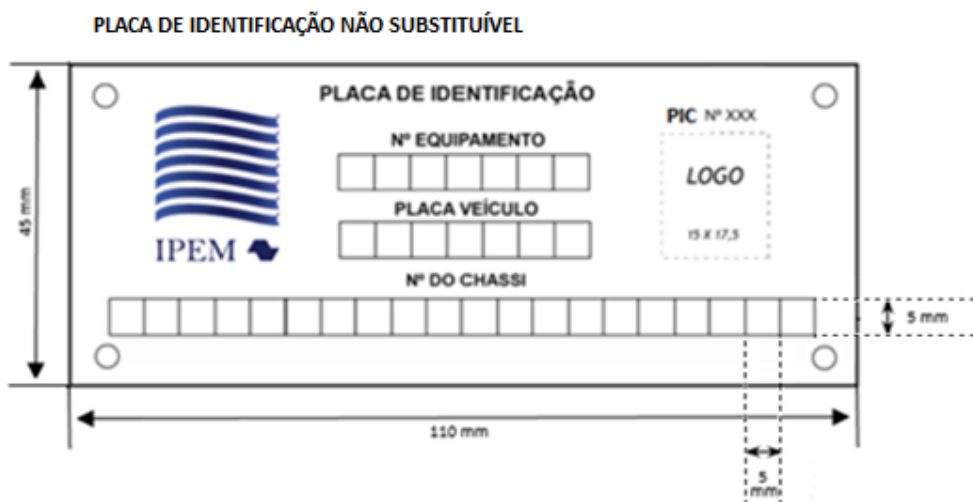 PLACA DE IDENTIFICAÇÃO NÃO SUBSTITUÍVEL
PLACA DE IDENTIFICAÇÃO
PIC Nº XXX
Nº EQUIPAMENTO
LOGO
PLACA VEÍCULO
15 X 17,5
IPEM
Nº DO CHASSI
45 mm
5 mm
110 mm
5
mm